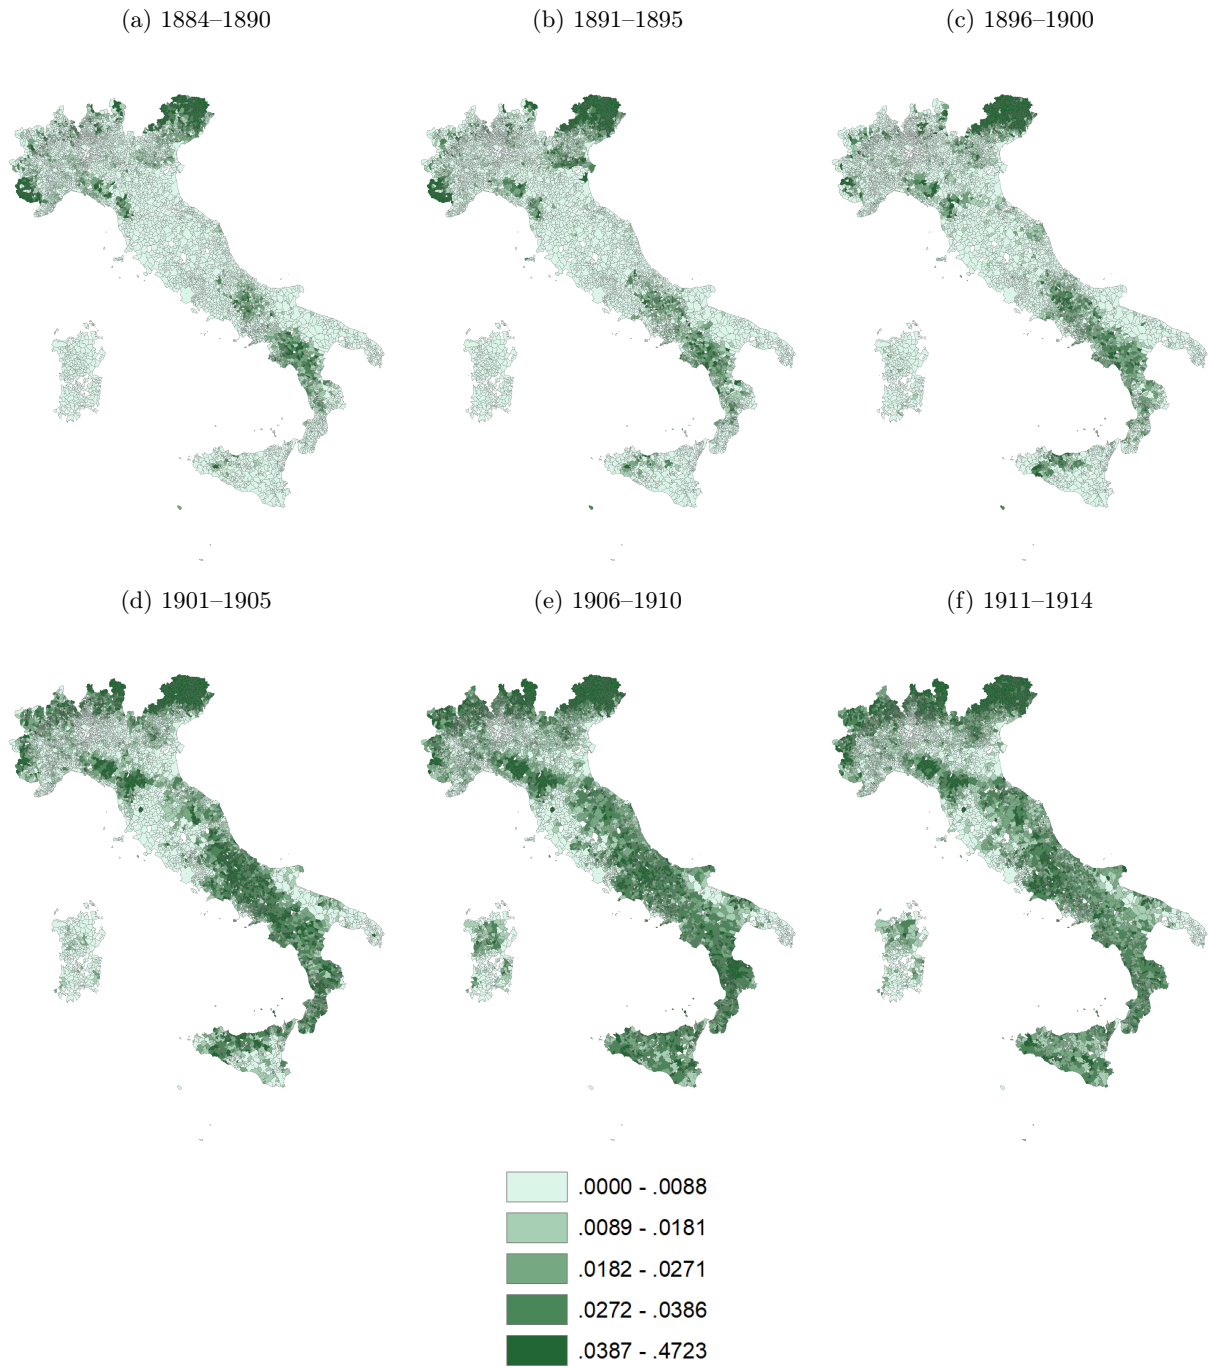 (a) 1884–1890
(b) 1891–1895
(c) 1896–1900
(d) 1901–1905
(e) 1906–1910
(f) 1911–1914
.0000 - .0088
.0089 - .0181
.0182 - .0271
.0272 - .0386
.0387 - .4723